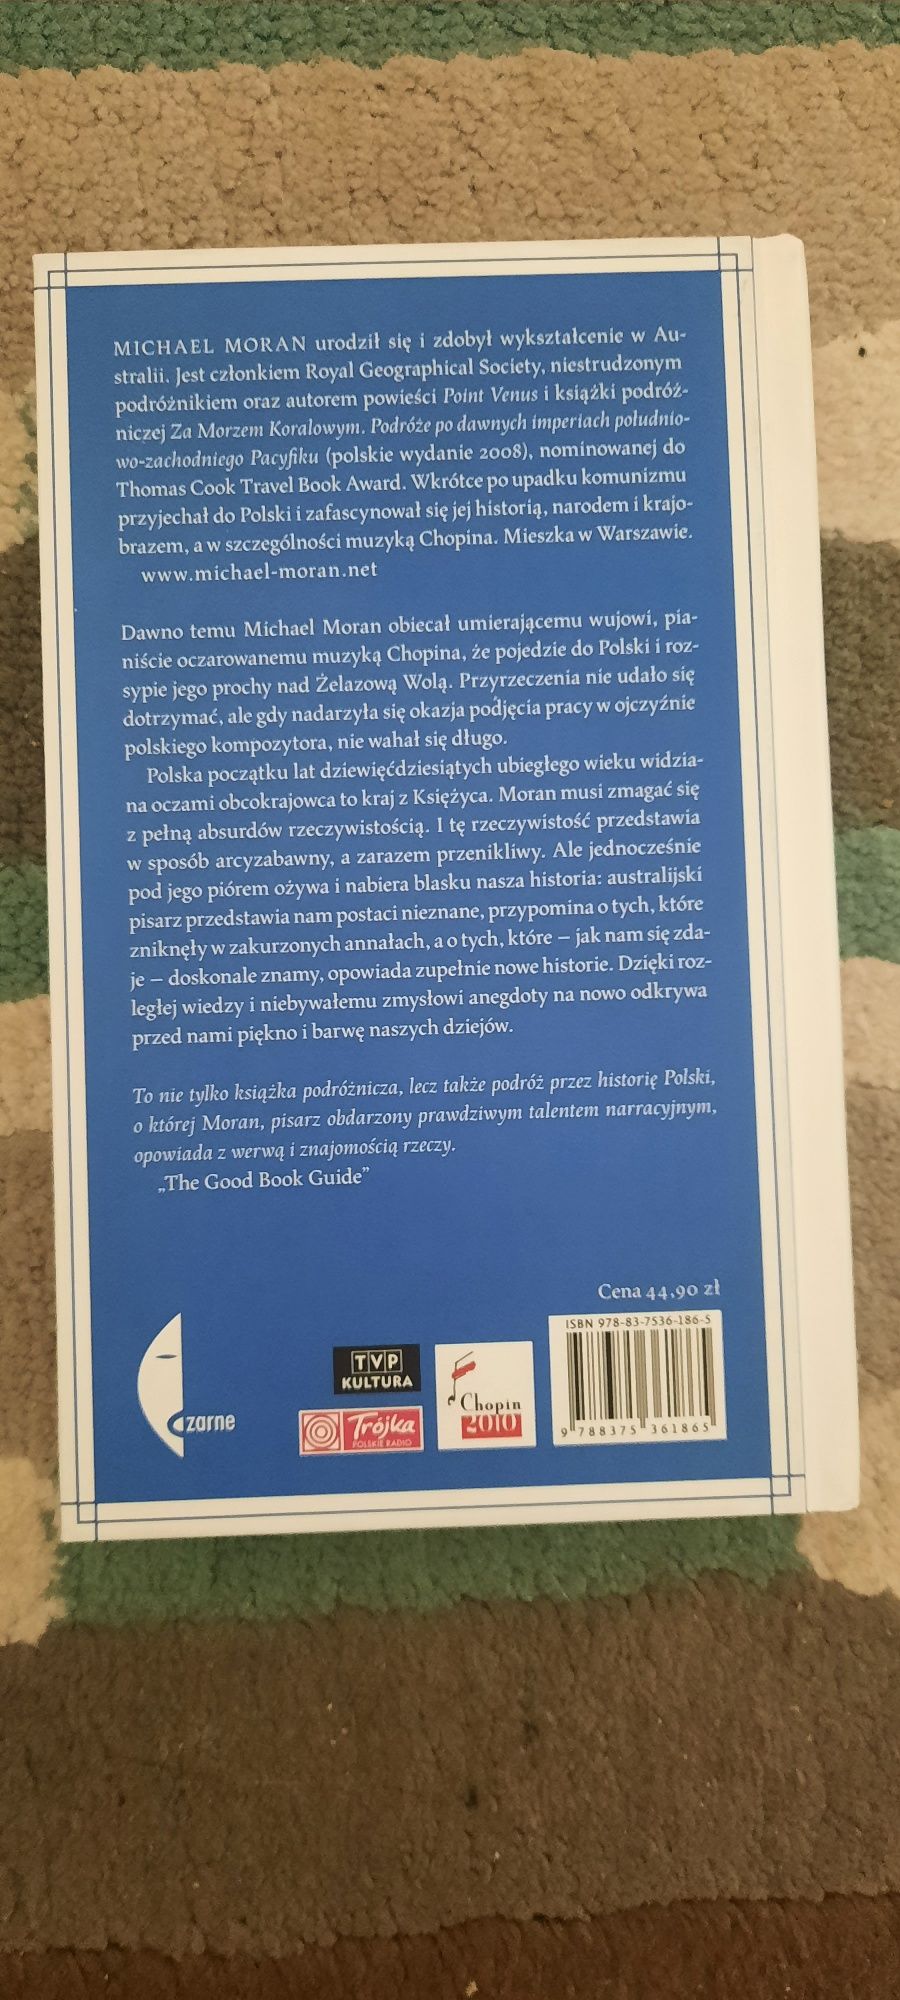 MICHAEL MORAN urodził się i zdobył wykształcenie w Au-
stralii. Jest członkiem Royal Geographical Society, niestrudzonym
podróżnikiem oraz autorem powieści Point Venus i książki podróż-
niczej Za Morzem Koralowym. Podróże po dawnych imperiach południo-
wo-zachodniego Pacyfiku (polskie wydanie 2008), nominowanej do
Thomas Cook Travel Book Award. Wkrótce po upadku komunizmu
przyjechał do Polski i zafascynował się jej historią, narodem i krajo-
brazem, a w szczególności muzyką Chopina. Mieszka w Warszawie.
www.michael-moran.net
Dawno temu Michael Moran obiecał umierającemu wujowi, pia-
niście oczarowanemu muzyką Chopina, że pojedzie do Polski i roz-
sypie jego prochy nad Żelazową Wolą. Przyrzeczenia nie udało się
dotrzymać, ale gdy nadarzyła się okazja podjęcia pracy w ojczyźnie
polskiego kompozytora, nie wahał się długo.
Polska początku lat dziewięćdziesiątych ubiegłego wieku widzia-
na oczami obcokrajowca to kraj z Księżyca. Moran musi zmagać się
z pełną absurdów rzeczywistością. I tę rzeczywistość przedstawia
w sposób arcyzabawny, a zarazem przenikliwy. Ale jednocześnie
pod jego piórem ożywa i nabiera blasku nasza historia: australijski
pisarz przedstawia nam postaci nieznane, przypomina o tych, które
zniknęły w zakurzonych annałach, a o tych, które – jak nam się zda-
je – doskonale znamy, opowiada zupełnie nowe historie. Dzięki roz-
ległej wiedzy i niebywałemu zmysłowi anegdoty na nowo odkrywa
przed nami piękno i barwę naszych dziejów.
To nie tylko książka podróżnicza, lecz także podróż przez historię Polski,
o której Moran, pisarz obdarzony prawdziwym talentem narracyjnym,
opowiada z werwą i znajomością rzeczy.
„The Good Book Guide”
Cena 44,90 zł
ISBN 978-83-7536-186-5
9 788375 361865
Czarne
TVP
KULTURA
Trójka
POLSKIE RADIO
Chopin
2010